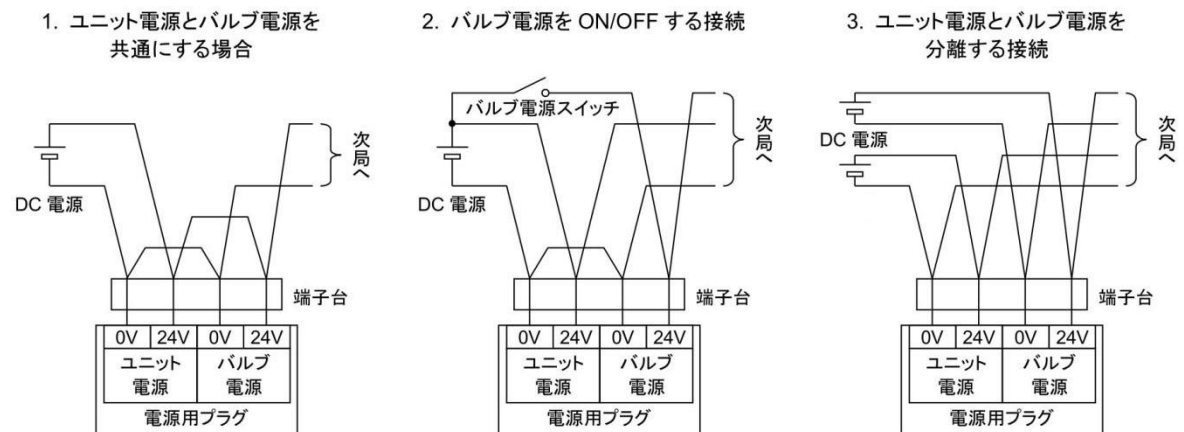 1. ユニット電源とバルブ電源を
共通にする場合
DC 電源
次局へ
端子台
0V 24V 0V 24V
ユニット
電源
バルブ
電源
電源用プラグ
2. バルブ電源を ON/OFF する接続
バルブ電源スイッチ
DC 電源
次局へ
端子台
0V 24V 0V 24V
ユニット
電源
バルブ
電源
電源用プラグ
3. ユニット電源とバルブ電源を
分離する接続
DC 電源
次局へ
端子台
0V 24V 0V 24V
ユニット
電源
バルブ
電源
電源用プラグ